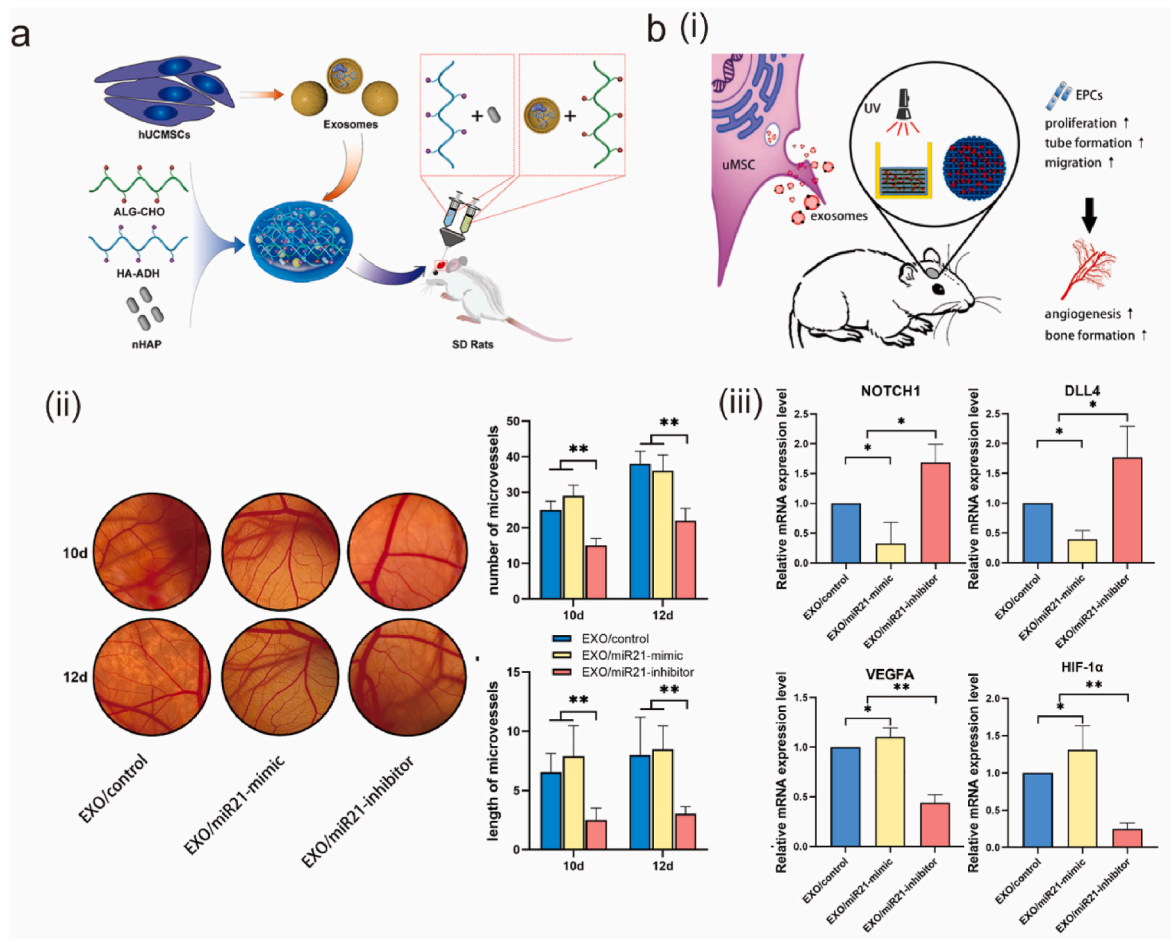 a
hUCMSCs
Exosomes
ALG-CHO
HA-ADH
nHAP
SD Rats
b (i)
uMSC
exosomes
UV
EPCs
proliferation ↑
tube formation ↑
migration ↑
angiogenesis ↑
bone formation ↑
(ii)
10d
12d
EXO/control
EXO/miR21-mimic
EXO/miR21-inhibitor
number of microvessels
50
40
30
20
10
0
**
**
10d
12d
EXO/control
EXO/miR21-mimic
EXO/miR21-inhibitor
length of microvessels
15
10
5
0
**
**
10d
12d
(iii)
NOTCH1
Relative mRNA expression level
2.5
2.0
1.5
1.0
0.5
0.0
*
*
EXO/control
EXO/miR21-mimic
EXO/miR21-inhibitor
DLL4
Relative mRNA expression level
2.5
2.0
1.5
1.0
0.5
0.0
*
*
EXO/control
EXO/miR21-mimic
EXO/miR21-inhibitor
VEGFA
Relative mRNA expression level
1.5
1.0
0.5
0.0
*
**
EXO/control
EXO/miR21-mimic
EXO/miR21-inhibitor
HIF-1α
Relative mRNA expression level
2.0
1.5
1.0
0.5
0.0
*
**
EXO/control
EXO/miR21-mimic
EXO/miR21-inhibitor